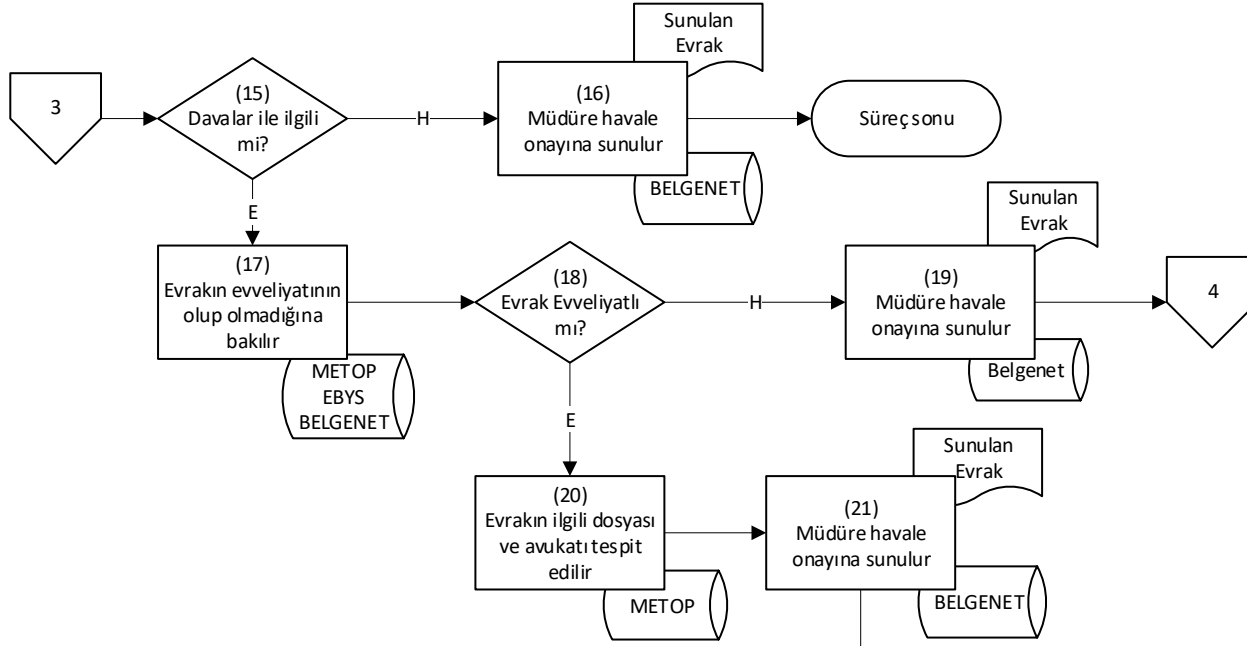 3
(15)
Davalar ile ilgili
mi?
H
(16)
Müdüre havale
onayına sunulur
Sunulan
Evrak
BELGENET
Süreç sonu
E
(17)
Evrakın evveliyatının
olup olmadığına
bakılır
METOP
EBYS
BELGENET
(18)
Evrak Evveliyatlı
mı?
H
(19)
Müdüre havale
onayına sunulur
Sunulan
Evrak
Belgenet
4
E
(20)
Evrakın ilgili dosyası
ve avukatı tespit
edilir
METOP
(21)
Müdüre havale
onayına sunulur
Sunulan
Evrak
BELGENET